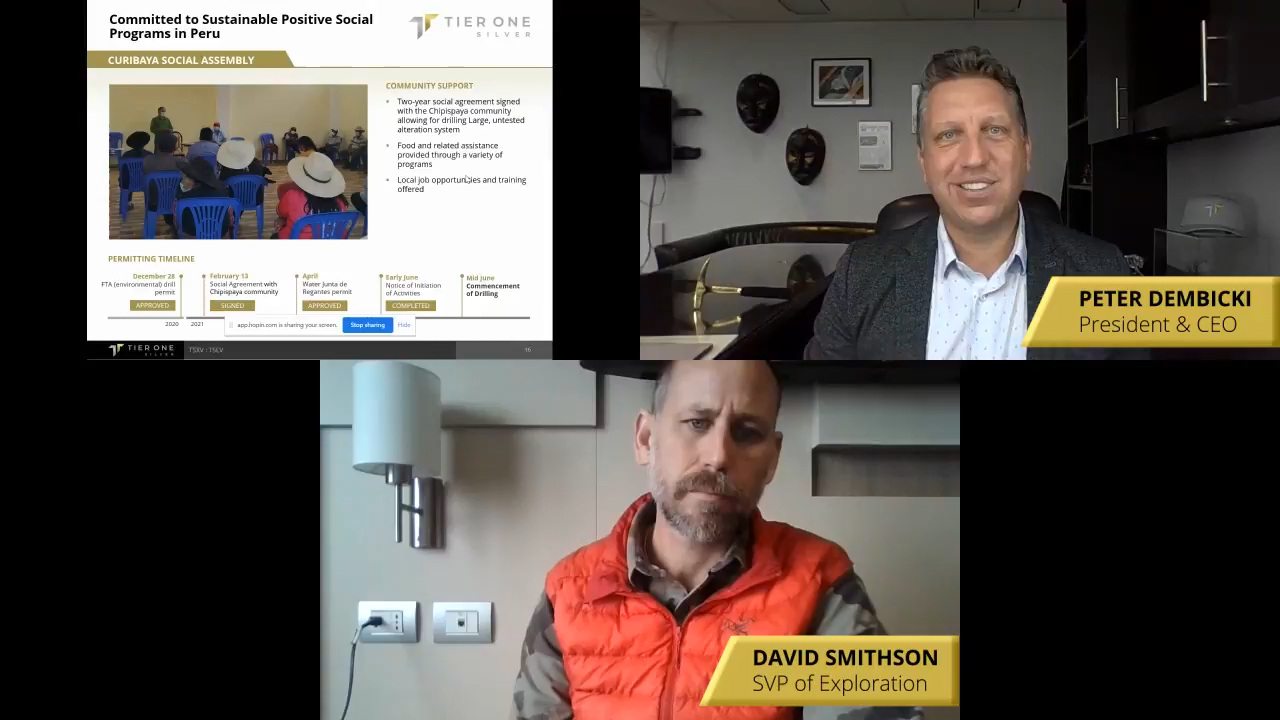 Committed to Sustainable Positive Social
Programs in Peru
TIER ONE
SILVER
CURIBAYA SOCIAL ASSEMBLY
COMMUNITY SUPPORT
• Two-year social agreement signed
with the Chipispaya community
allowing for drilling Large, untested
alteration system
• Food and related assistance
provided through a variety of
programs
• Local job opportunities and training
offered
PERMITTING TIMELINE
December 28
FTA (environmental) drill
permit
APPROVED
February 13
Social Agreement with
Chipispaya community
SIGNED
April
Water Junta de
Regantes permit
APPROVED
Early June
Notice of Initiation
of Activities
COMPLETED
Mid June
Commencement
of Drilling
2020
2021
app.hopin.com is sharing your screen.
Stop sharing
Hide
TIER ONE
SILVER
TSXV : TSLV
16
PETER DEMBICKI
President & CEO
DAVID SMITHSON
SVP of Exploration